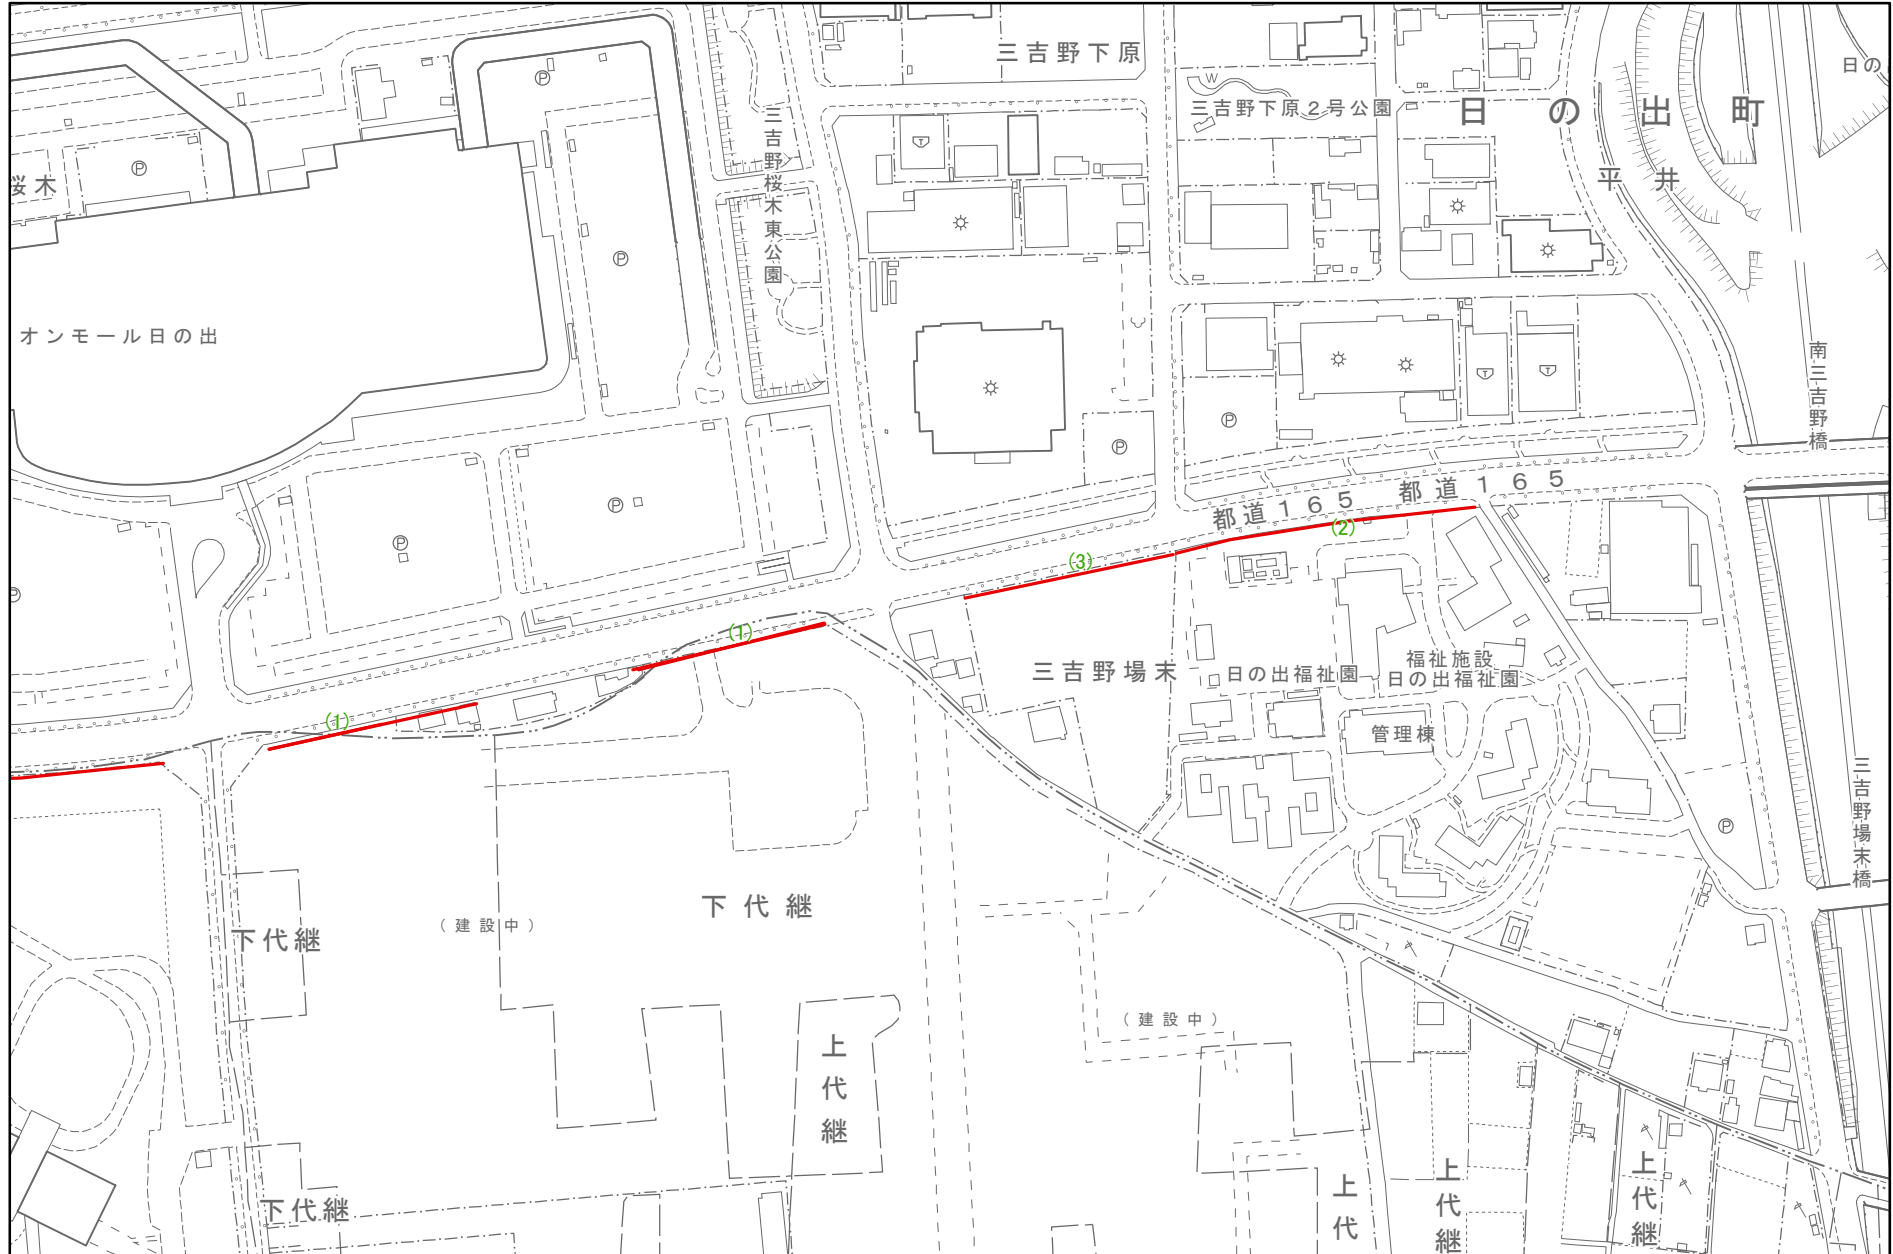 三吉野下原
W
三吉野下原2号公園
日の出町
日の
平井
三吉野桜木東公園
桜木
オンモール日の出
南三吉野橋
都道165
都道165
(2)
(3)
(1)
(1)
三吉野場末
日の出福祉園
福祉施設
日の出福祉園
管理棟
三吉野場末橋
下代継
下代継
(建設中)
(建設中)
上代継
下代継
上代
上代継
上代継
P
P
P
P
P
P
P
P
P
T
T
T